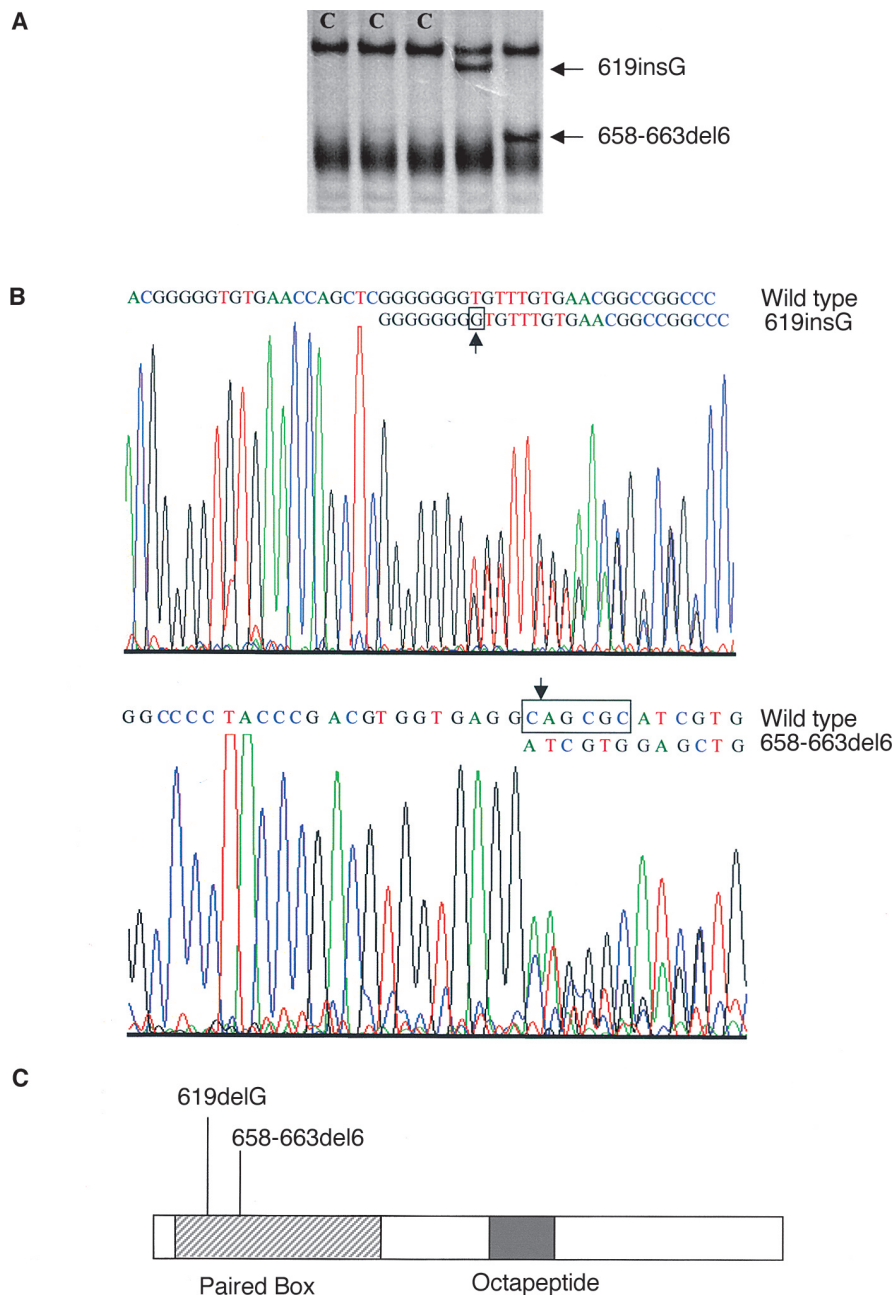 A
C C C
619insG
658-663del6
B
ACGGGGGTGTGAACCAGCTCGGGGGGGTGTTTGTGAACGGCCGGCCC Wild type
GGGGGGGGTGTTTGTGAACGGCCGGCCC 619insG
GGCCCCTACCCGACGTGGTGAGGCAGCGCATCGTG Wild type
ATCGTGGAGCTG 658-663del6
C
619delG
658-663del6
Paired Box
Octapeptide